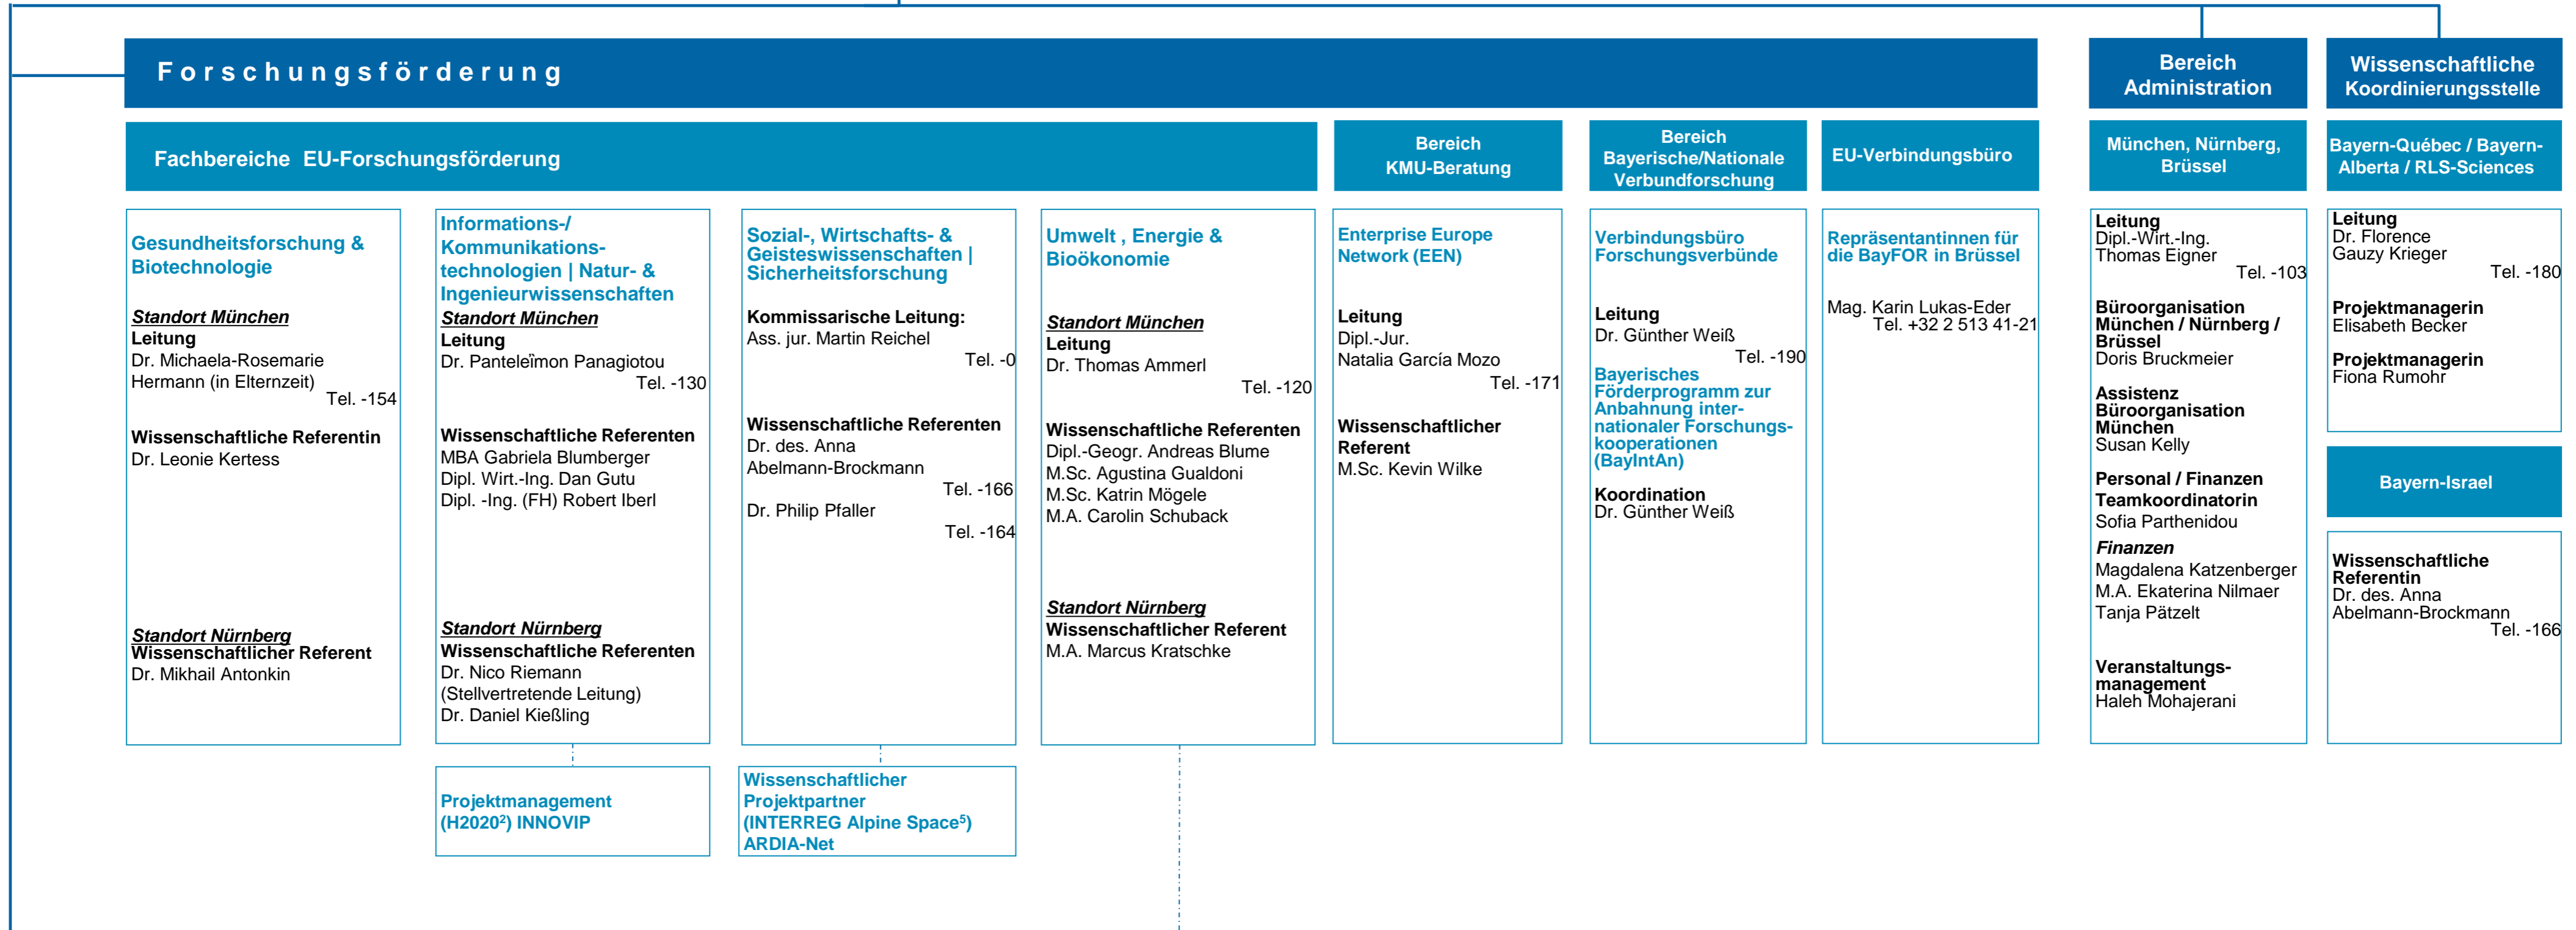 Forschungsförderung
Bereich
Administration
Wissenschaftliche
Koordinierungsstelle
Fachbereiche EU-Forschungsförderung
Bereich
KMU-Beratung
Bereich
Bayerische/Nationale
Verbundforschung
EU-Verbindungsbüro
München, Nürnberg,
Brüssel
Bayern-Québec / Bayern-
Alberta / RLS-Sciences
Gesundheitsforschung &
Biotechnologie
Standort München
Leitung
Dr. Michaela-Rosemarie
Hermann (in Elternzeit)
Tel. -154
Wissenschaftliche Referentin
Dr. Leonie Kertess
Standort Nürnberg
Wissenschaftlicher Referent
Dr. Mikhail Antonkin
Informations-/
Kommunikations-
technologien | Natur- &
Ingenieurwissenschaften
Standort München
Leitung
Dr. Panteleïmon Panagiotou
Tel. -130
Wissenschaftliche Referenten
MBA Gabriela Blumberger
Dipl. Wirt.-Ing. Dan Gutu
Dipl. -Ing. (FH) Robert Iberl
Standort Nürnberg
Wissenschaftliche Referenten
Dr. Nico Riemann
(Stellvertretende Leitung)
Dr. Daniel Kießling
Projektmanagement
(H2020²) INNOVIP
Sozial-, Wirtschafts- &
Geisteswissenschaften |
Sicherheitsforschung
Kommissarische Leitung:
Ass. jur. Martin Reichel
Tel. -0
Wissenschaftliche Referenten
Dr. des. Anna
Abelmann-Brockmann
Tel. -166
Dr. Philip Pfaller
Tel. -164
Wissenschaftlicher
Projektpartner
(INTERREG Alpine Space⁵)
ARDIA-Net
Umwelt , Energie &
Bioökonomie
Standort München
Leitung
Dr. Thomas Ammerl
Tel. -120
Wissenschaftliche Referenten
Dipl.-Geogr. Andreas Blume
M.Sc. Agustina Gualdoni
M.Sc. Katrin Mögele
M.A. Carolin Schuback
Standort Nürnberg
Wissenschaftlicher Referent
M.A. Marcus Kratschke
Enterprise Europe
Network (EEN)
Leitung
Dipl.-Jur.
Natalia García Mozo
Tel. -171
Wissenschaftlicher
Referent
M.Sc. Kevin Wilke
Verbindungsbüro
Forschungsverbünde
Leitung
Dr. Günther Weiß
Tel. -190
Bayerisches
Förderprogramm zur
Anbahnung inter-
nationaler Forschungs-
kooperationen
(BayIntAn)
Koordination
Dr. Günther Weiß
Repräsentantinnen für
die BayFOR in Brüssel
Mag. Karin Lukas-Eder
Tel. +32 2 513 41-21
Leitung
Dipl.-Wirt.-Ing.
Thomas Eigner
Tel. -103
Büroorganisation
München / Nürnberg /
Brüssel
Doris Bruckmeier
Assistenz
Büroorganisation
München
Susan Kelly
Personal / Finanzen
Teamkoordinatorin
Sofia Parthenidou
Finanzen
Magdalena Katzenberger
M.A. Ekaterina Nilmaer
Tanja Pätzelt
Veranstaltungs-
management
Haleh Mohajerani
Leitung
Dr. Florence
Gauzy Krieger
Tel. -180
Projektmanagerin
Elisabeth Becker
Projektmanagerin
Fiona Rumohr
Bayern-Israel
Wissenschaftliche
Referentin
Dr. des. Anna
Abelmann-Brockmann
Tel. -166